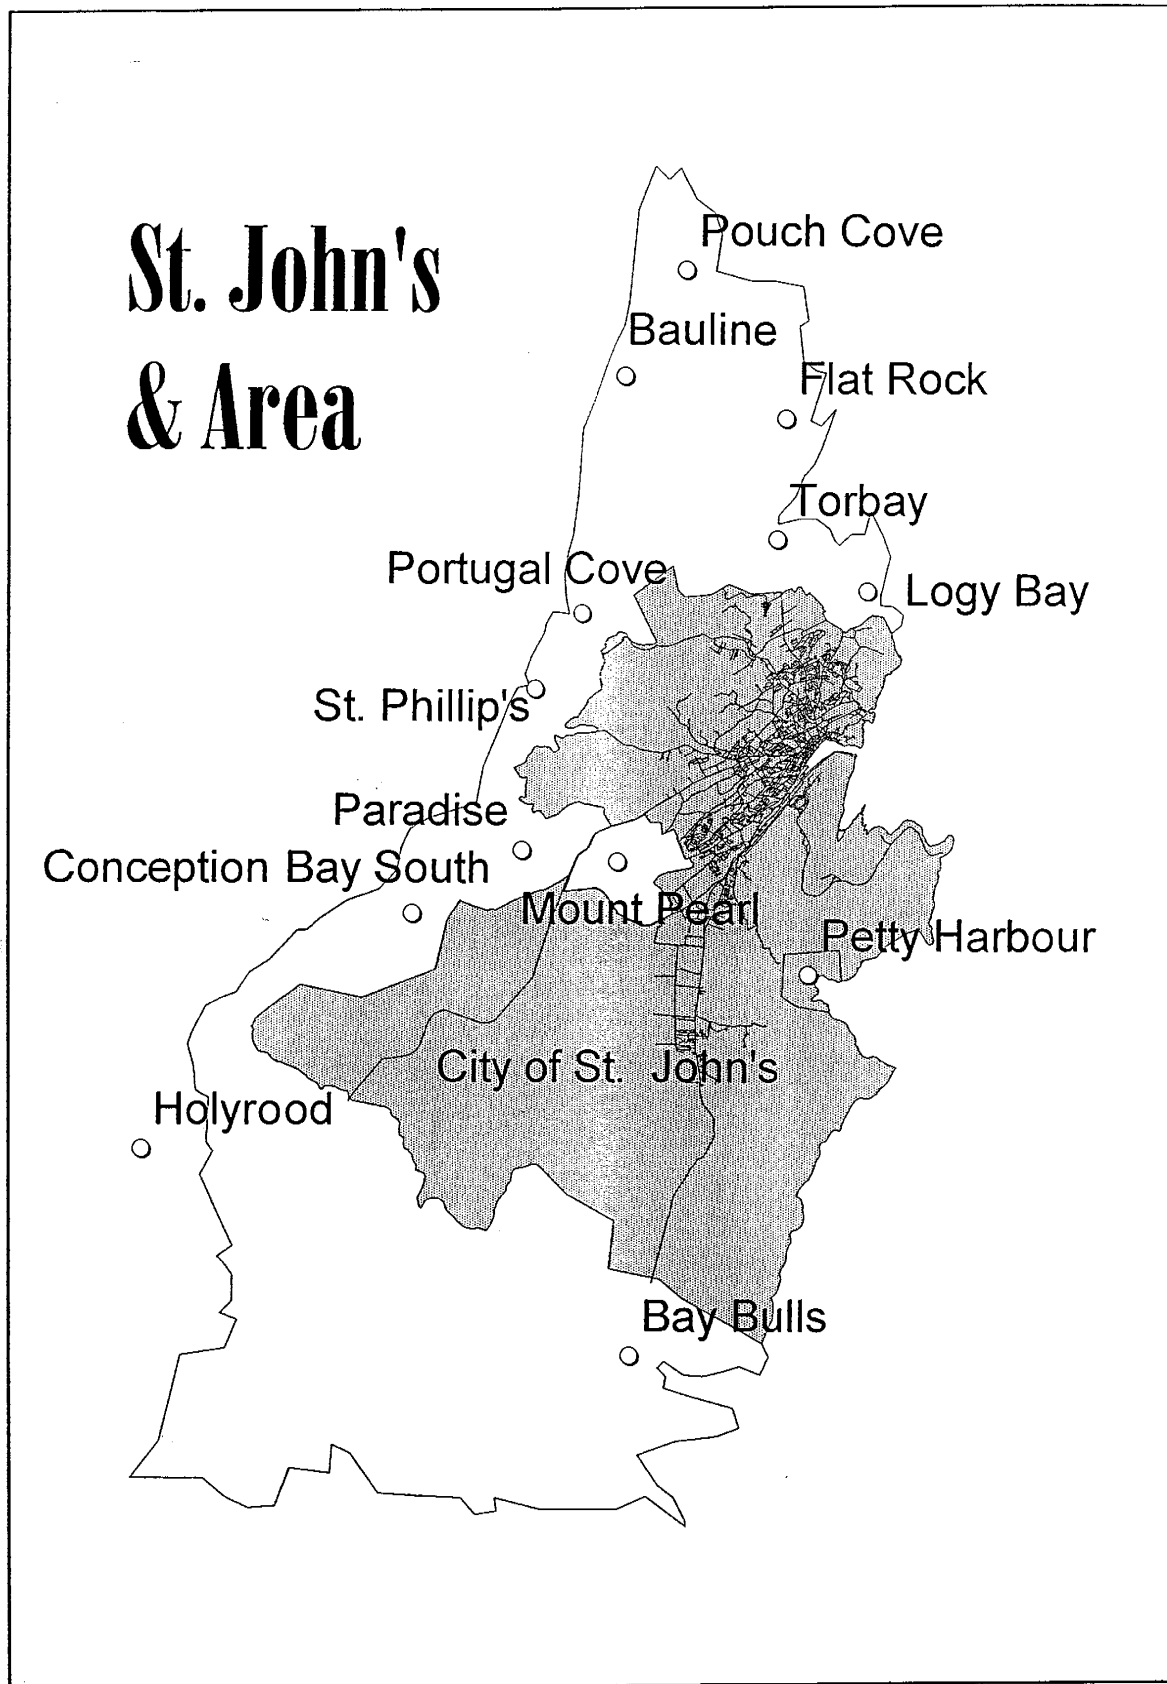 St. John's
& Area
Pouch Cove
Bauline
Flat Rock
Torbay
Portugal Cove
Logy Bay
St. Phillip's
Paradise
Conception Bay South
Mount Pearl
Petty Harbour
City of St. John's
Holyrood
Bay Bulls